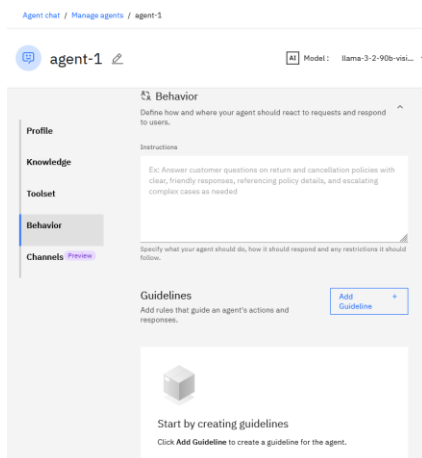 Agent chat / Manage agents / agent-1
agent-1
AI Model: llama-3-2-90b-visi...
Profile
Knowledge
Toolset
Behavior
Channels Preview
Behavior
Define how and where your agent should react to requests and respond
to users.
Instructions
Ex: Answer customer questions on return and cancellation policies with
clear, friendly responses, referencing policy details, and escalating
complex cases as needed
Specify what your agent should do, how it should respond and any restrictions it should
follow.
Guidelines
Add rules that guide an agent's actions and
responses.
Add +
Guideline
Start by creating guidelines
Click Add Guideline to create a guideline for the agent.